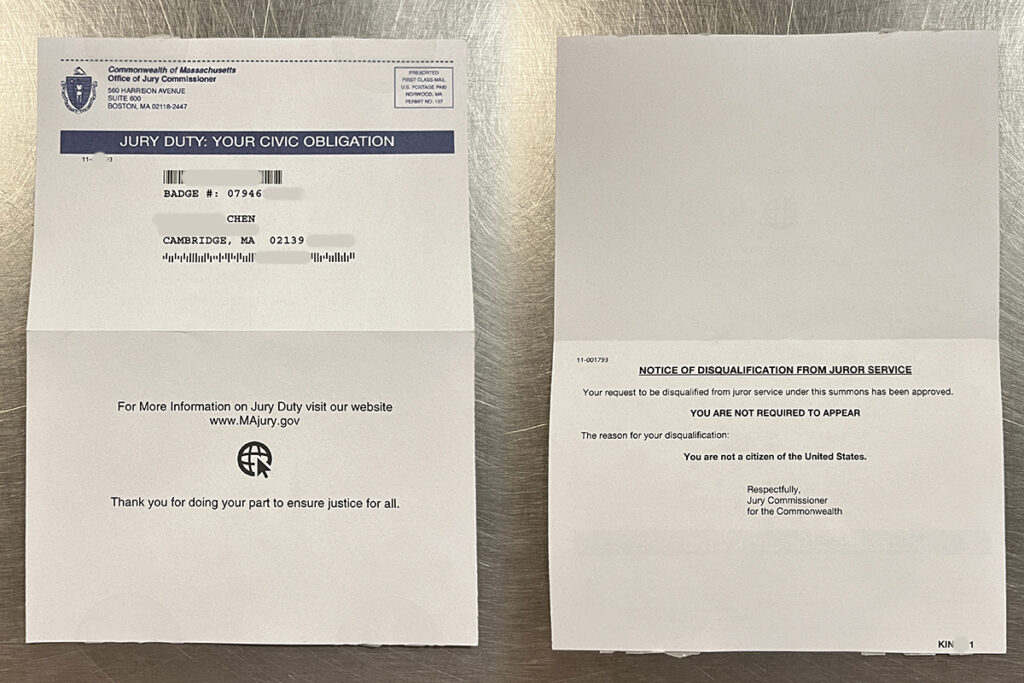 Commonwealth of Massachusetts
Office of Jury Commissioner
560 HARRISON AVENUE
SUITE 600
BOSTON, MA 02118-2447
PRESORTED
FIRST CLASS MAIL
U.S. POSTAGE PAID
NORWOOD, MA
PERMIT NO. 137
JURY DUTY: YOUR CIVIC OBLIGATION
11- 93
BADGE #: 07946
CHEN
CAMBRIDGE, MA 02139
For More Information on Jury Duty visit our website
www.MAjury.gov
Thank you for doing your part to ensure justice for all.
11-001793
NOTICE OF DISQUALIFICATION FROM JUROR SERVICE
Your request to be disqualified from juror service under this summons has been approved.
YOU ARE NOT REQUIRED TO APPEAR
The reason for your disqualification:
You are not a citizen of the United States.
Respectfully,
Jury Commissioner
for the Commonwealth
KIN 1